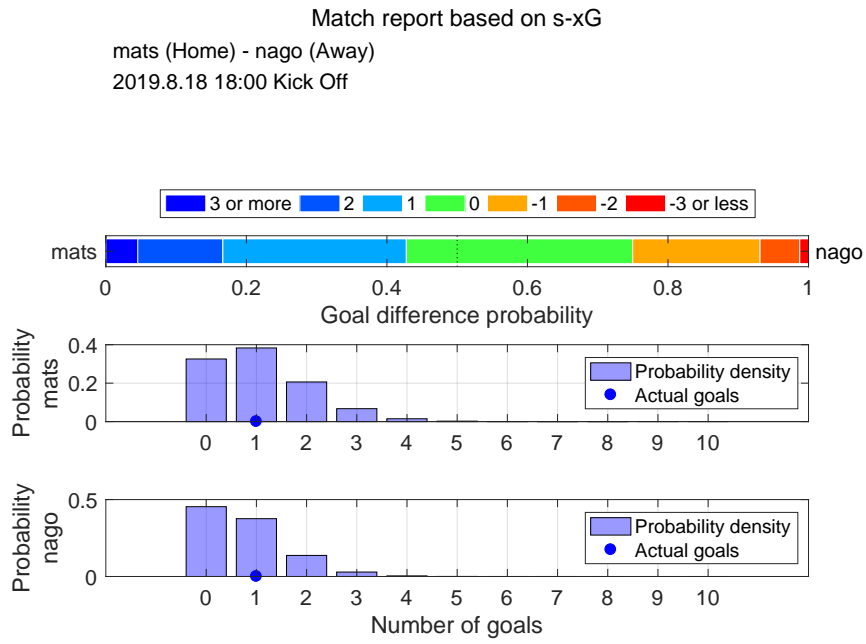 Match report based on s-xG
mats (Home) - nago (Away)
2019.8.18 18:00 Kick Off
3 or more 2 1 0 -1 -2 -3 or less
mats nago
0 0.2 0.4 0.6 0.8 1
Goal difference probability
Probability
mats
0.4
0.2
0
Probability density
Actual goals
0 1 2 3 4 5 6 7 8 9 10
Probability
nago
0.5
0
Probability density
Actual goals
0 1 2 3 4 5 6 7 8 9 10
Number of goals